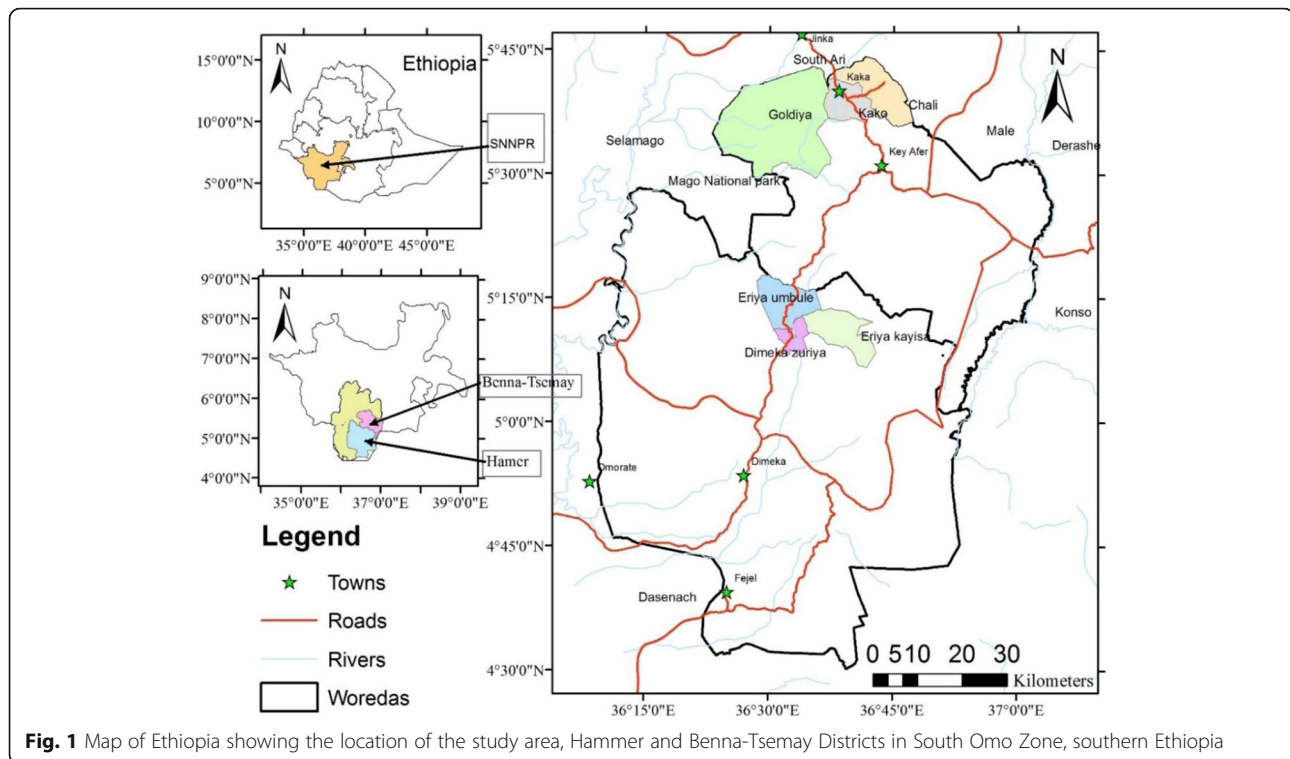 N
Ethiopia
15°0'0"N
10°0'0"N
5°0'0"N
SNNPR
35°0'0"E 40°0'0"E 45°0'0"E
N
9°0'0"N
8°0'0"N
7°0'0"N
6°0'0"N
5°0'0"N
4°0'0"N
Benna-Tsemay
Hamer
35°0'0"E 37°0'0"E 39°0'0"E
Legend
Towns
Roads
Rivers
Woredas
5°45'0"N
5°30'0"N
5°15'0"N
5°0'0"N
4°45'0"N
4°30'0"N
Jinka
South Ari
Kaka
N
Goldiya
Kako
Chali
Selamago
Male
Derashe
Key Afer
Mago National park
Eriya umbule
Konso
Eriya kayisa
Dimeka zuriya
Omorate
Dimeka
Fejel
Dasenach
0 5 10 20 30
Kilometers
36°15'0"E 36°30'0"E 36°45'0"E 37°0'0"E
Fig. 1 Map of Ethiopia showing the location of the study area, Hammer and Benna-Tsemay Districts in South Omo Zone, southern Ethiopia